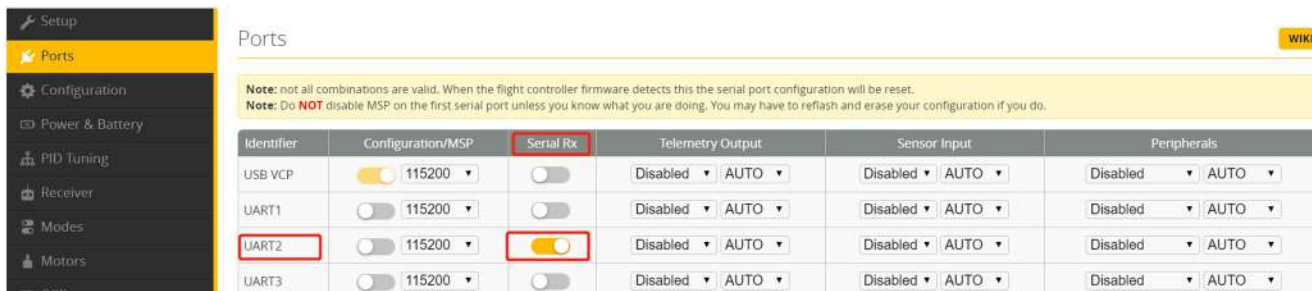 Setup
Ports
Configuration
Power & Battery
PID Tuning
Receiver
Modes
Motors
Ports
WIKI
Note: not all combinations are valid. When the flight controller firmware detects this the serial port configuration will be reset.
Note: Do NOT disable MSP on the first serial port unless you know what you are doing. You may have to reflash and erase your configuration if you do.
Identifier Configuration/MSP Serial Rx Telemetry Output Sensor Input Peripherals
USB VCP 115200 Disabled AUTO Disabled AUTO Disabled AUTO
UART1 115200 Disabled AUTO Disabled AUTO Disabled AUTO
UART2 115200 Disabled AUTO Disabled AUTO Disabled AUTO
UART3 115200 Disabled AUTO Disabled AUTO Disabled AUTO